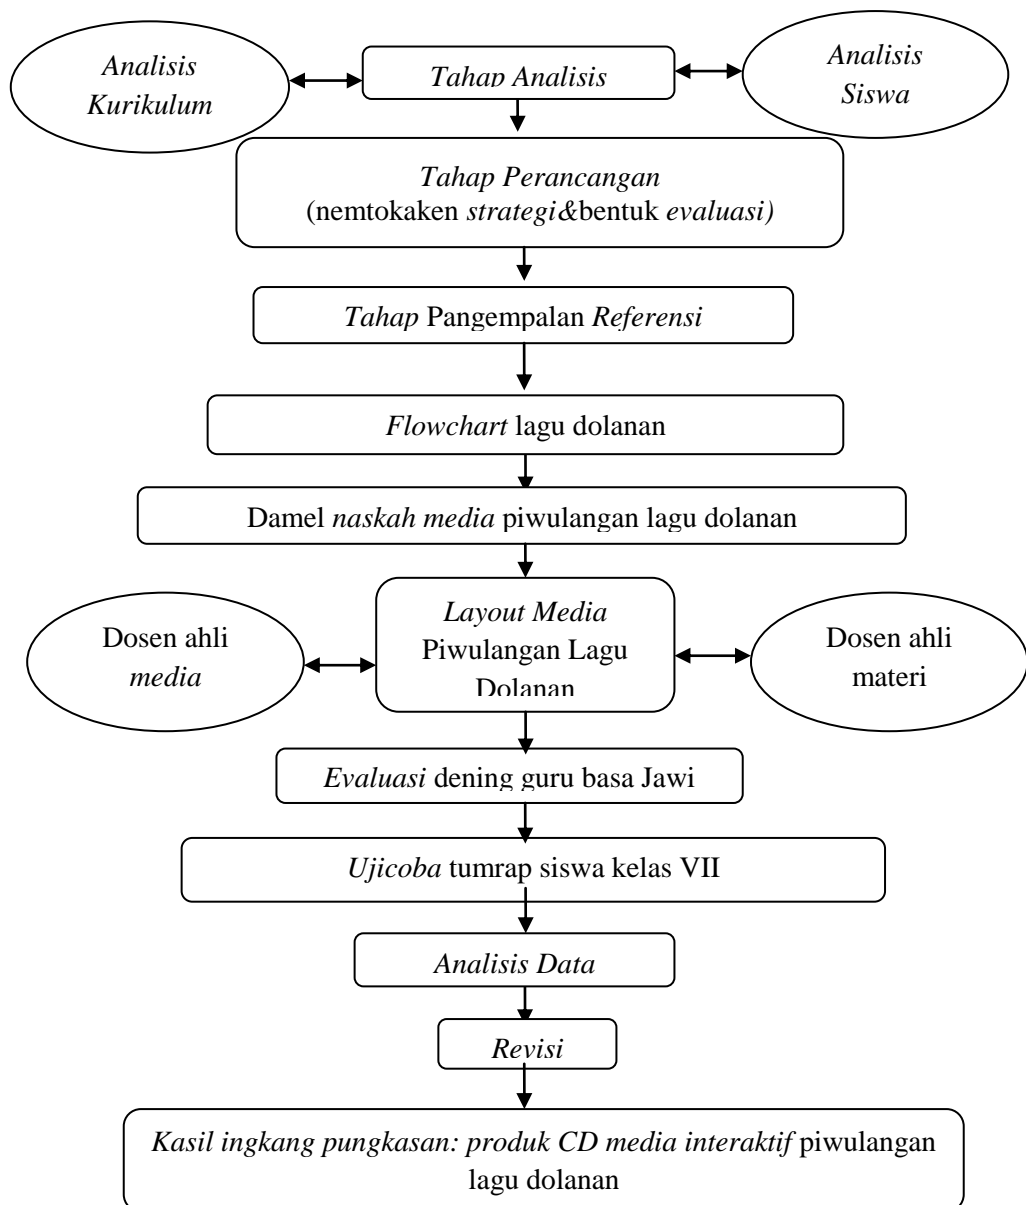 Analisis
Kurikulum
Tahap Analisis
Analisis
Siswa
Tahap Perancangan
(nemtokaken strategi&bentuk evaluasi)
Tahap Pangempalan Referensi
Flowchart lagu dolanan
Damel naskah media piwulangan lagu dolanan
Dosen ahli
media
Layout Media
Piwulangan Lagu
Dolanan
Dosen ahli
materi
Evaluasi dening guru basa Jawi
Ujicoba tumrap siswa kelas VII
Analisis Data
Revisi
Kasil ingkang pungkasan: produk CD media interaktif piwulangan
lagu dolanan